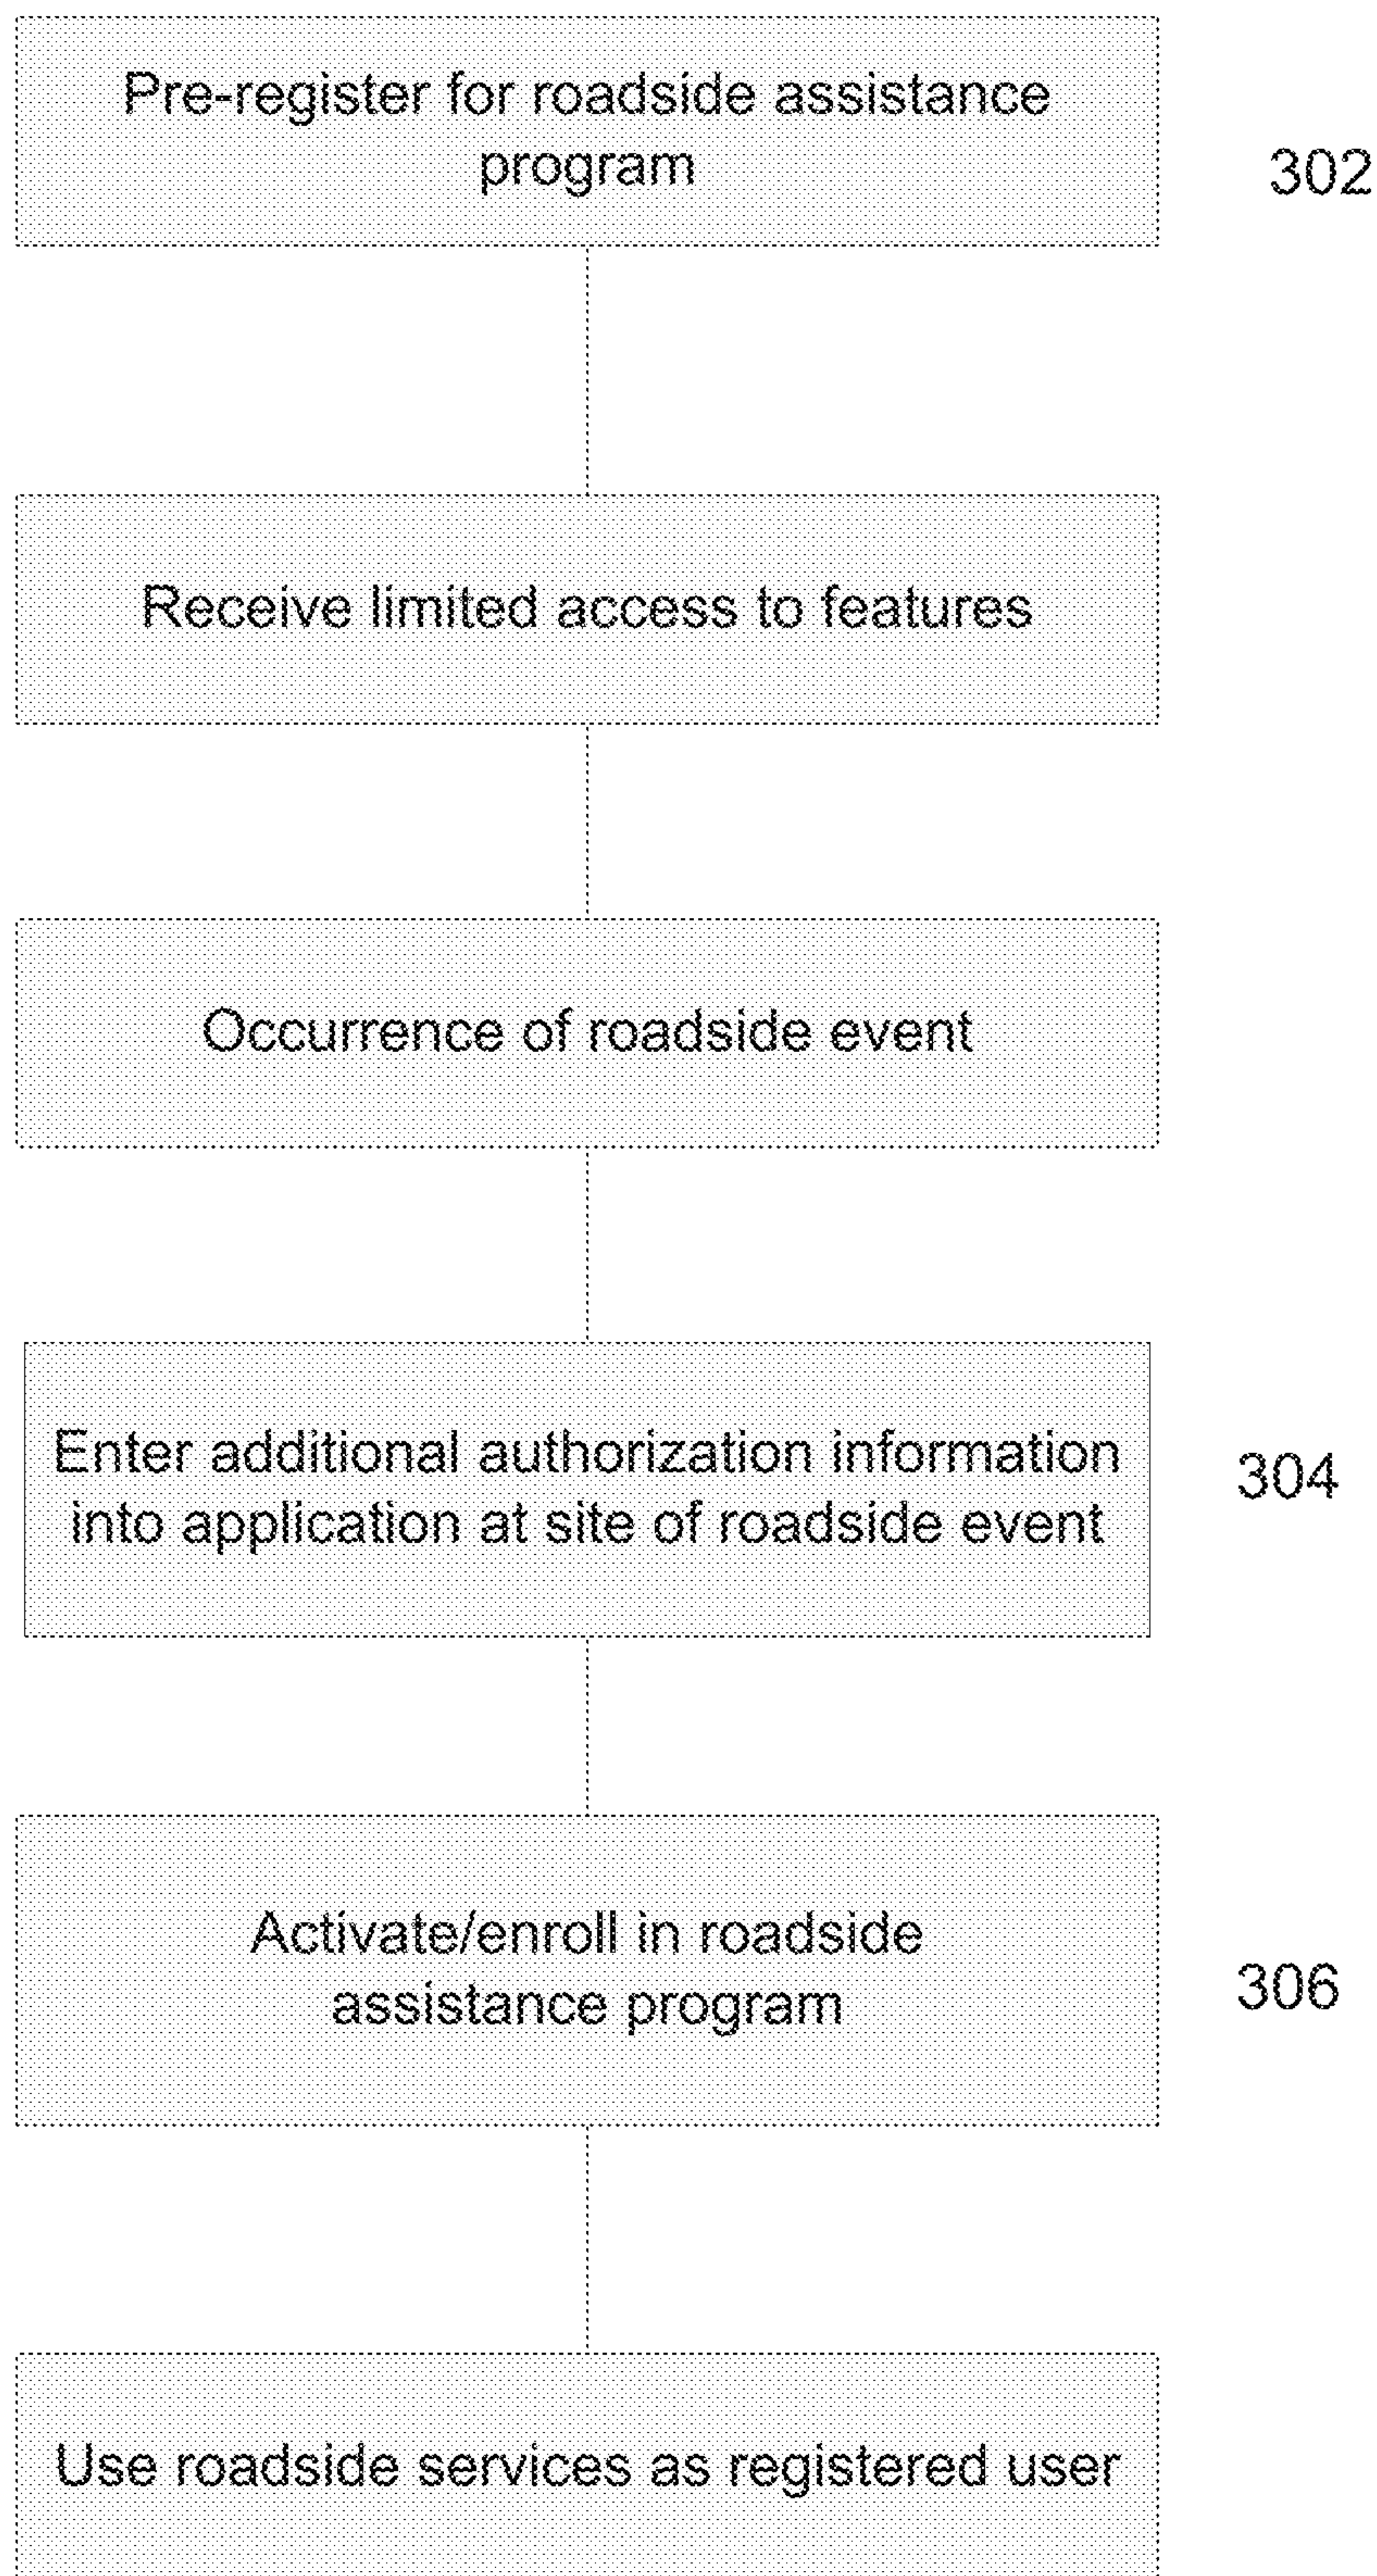 Pre-register for roadside assistance
program
302
Receive limited access to features
Occurrence of roadside event
Enter additional authorization information
into application at site of roadside event
304
Activate/enroll in roadside
assistance program
306
Use roadside services as registered user